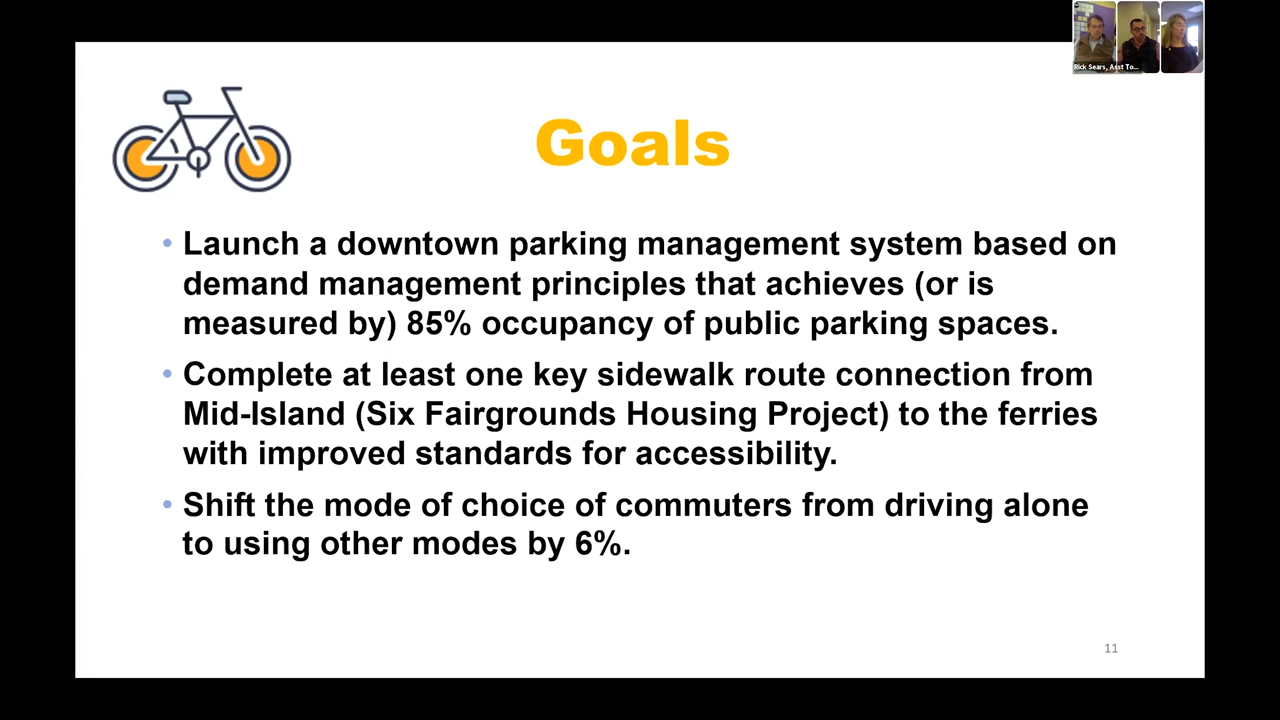 Rick Sears, Asst To...
Goals
• Launch a downtown parking management system based on
demand management principles that achieves (or is
measured by) 85% occupancy of public parking spaces.
• Complete at least one key sidewalk route connection from
Mid-Island (Six Fairgrounds Housing Project) to the ferries
with improved standards for accessibility.
• Shift the mode of choice of commuters from driving alone
to using other modes by 6%.
11